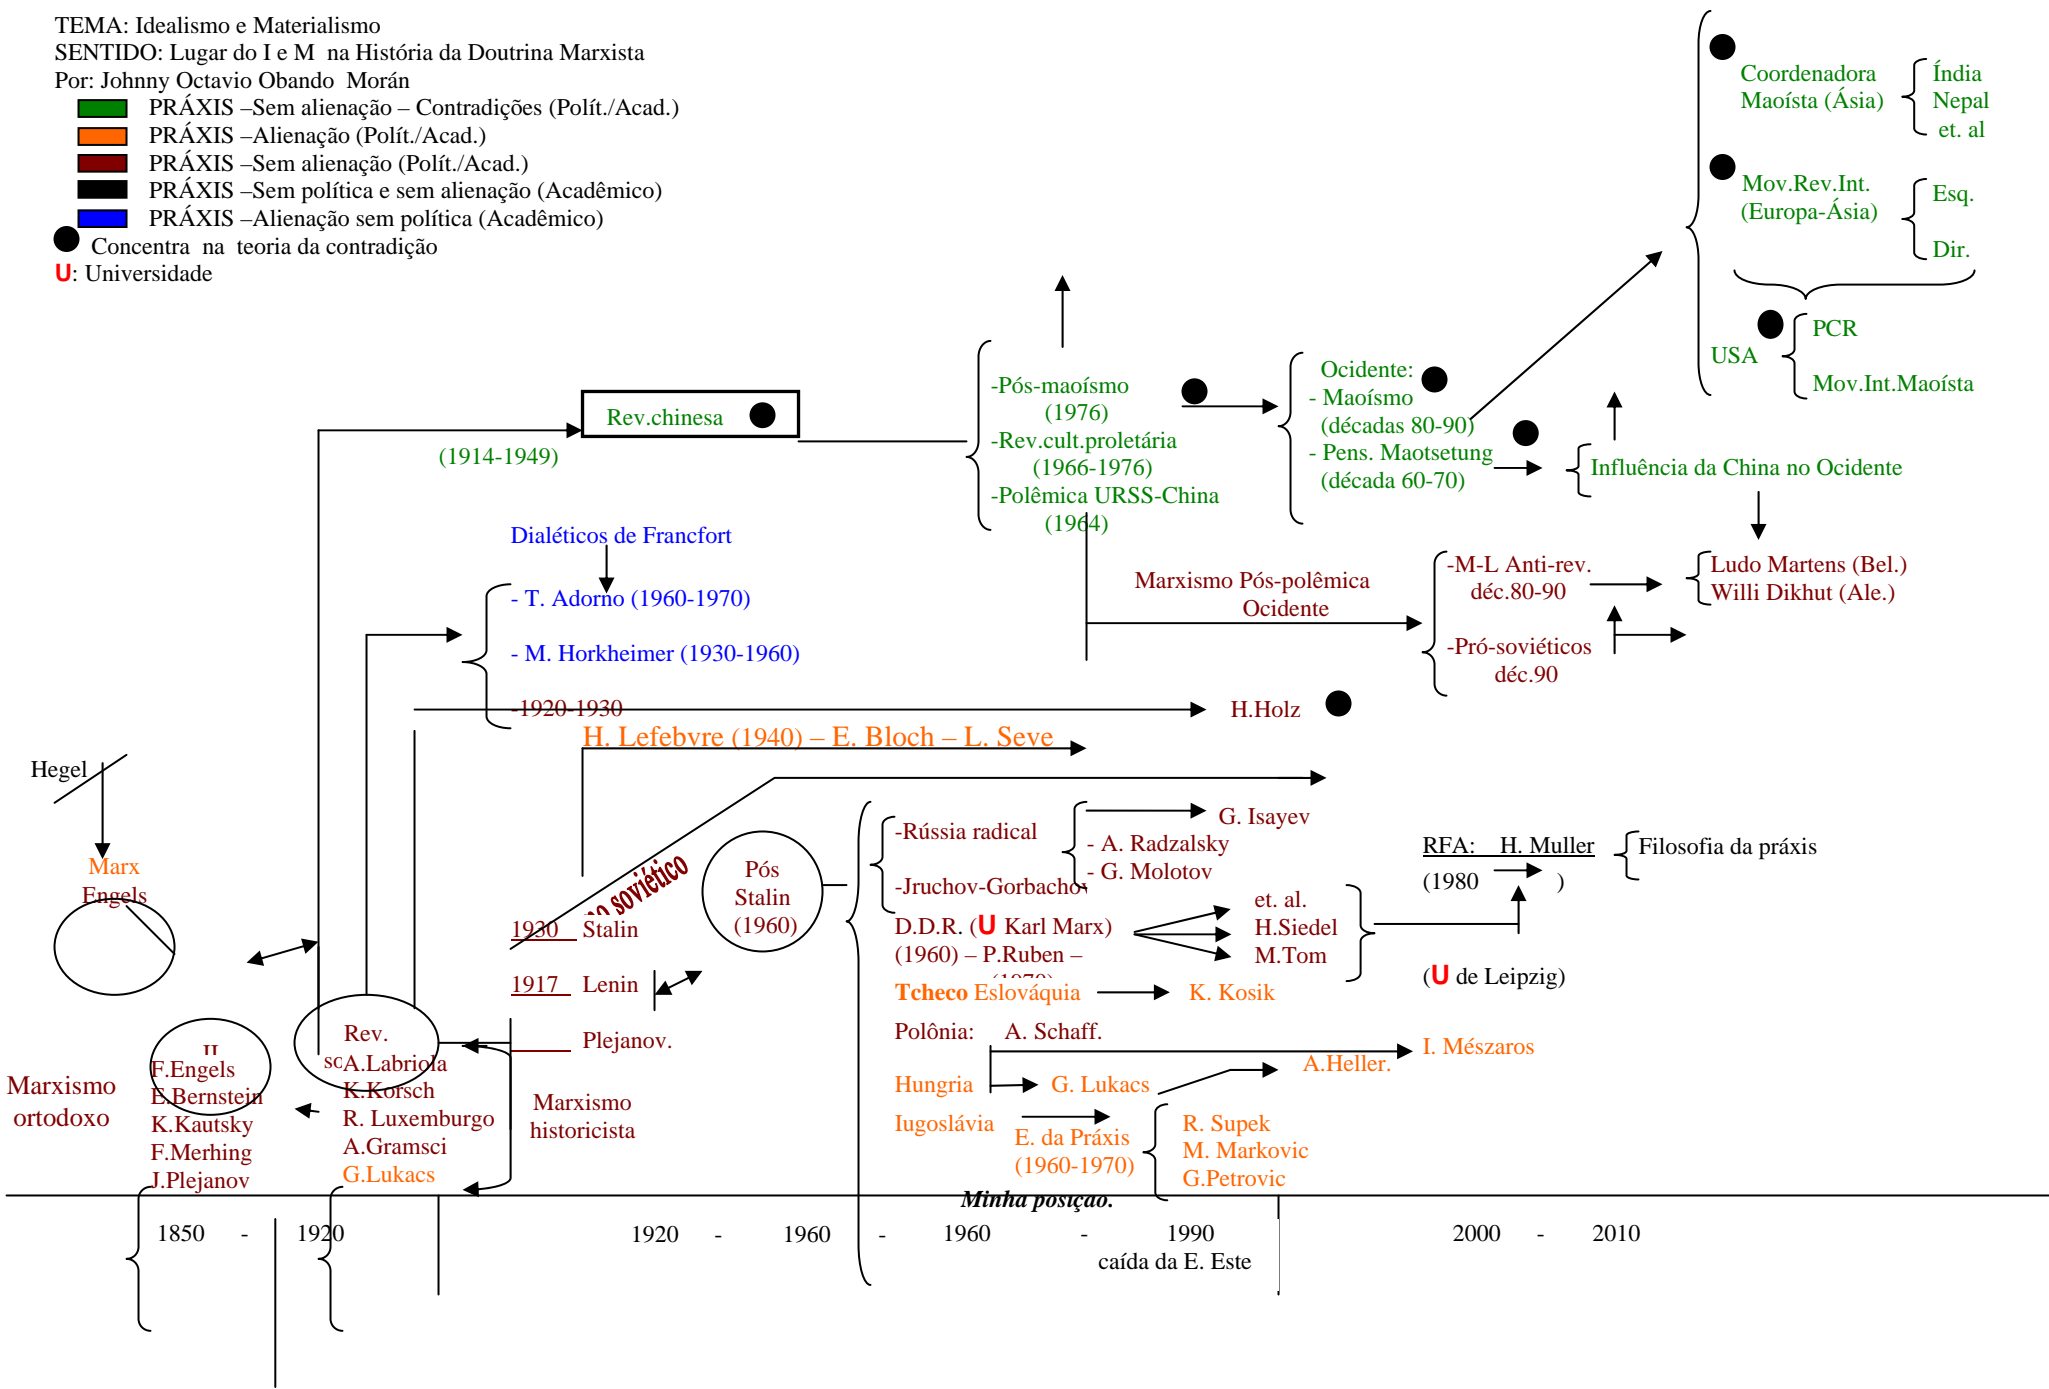 TEMA: Idealismo e Materialismo
SENTIDO: Lugar do I e M na História da Doutrina Marxista
Por: Johnny Octavio Obando Morán
PRÁXIS –Sem alienação – Contradições (Polít./Acad.)
PRÁXIS –Alienação (Polít./Acad.)
PRÁXIS –Sem alienação (Polít./Acad.)
PRÁXIS –Sem política e sem alienação (Acadêmico)
PRÁXIS –Alienação sem política (Acadêmico)
Concentra na teoria da contradição
U: Universidade
Coordenadora
Maoísta (Ásia)
Índia
Nepal
et. al
Mov.Rev.Int.
(Europa-Ásia)
Esq.
Dir.
USA
PCR
Mov.Int.Maoísta
Rev.chinesa
(1914-1949)
-Pós-maoísmo
(1976)
-Rev.cult.proletária
(1966-1976)
-Polêmica URSS-China
(1964)
Ocidente:
- Maoísmo
(décadas 80-90)
- Pens. Maotsetung
(década 60-70)
Influência da China no Ocidente
Dialéticos de Francfort
- T. Adorno (1960-1970)
- M. Horkheimer (1930-1960)
-1920-1930
Marxismo Pós-polêmica
Ocidente
-M-L Anti-rev.
déc.80-90
-Pró-soviéticos
déc.90
Ludo Martens (Bel.)
Willi Dikhut (Ale.)
H.Holz
H. Lefebvre (1940) – E. Bloch – L. Seve
Hegel
Marx
Engels
soviético
1930 Stalin
1917 Lenin
Plejanov.
Pós
Stalin
(1960)
-Rússia radical
-Jruchov-Gorbachov
G. Isayev
- A. Radzalsky
- G. Molotov
D.D.R. (U Karl Marx)
(1960) – P.Ruben –
et. al.
H.Siedel
M.Tom
RFA: H. Muller
(1980 )
Filosofia da práxis
(U de Leipzig)
Tcheco Eslováquia
K. Kosik
Polônia: A. Schaff.
I. Mészaros
Hungria
G. Lukacs
A.Heller.
Iugoslávia
E. da Práxis
(1960-1970)
R. Supek
M. Markovic
G.Petrovic
Marxismo
ortodoxo
II
F.Engels
E.Bernstein
K.Kautsky
F.Merhing
J.Plejanov
Rev.
A.Labriola
K.Korsch
R. Luxemburgo
A.Gramsci
G.Lukacs
Marxismo
historicista
Minha posiçao.
1850 - 1920
1920 - 1960 - 1960 - 1990
caída da E. Este
2000 - 2010